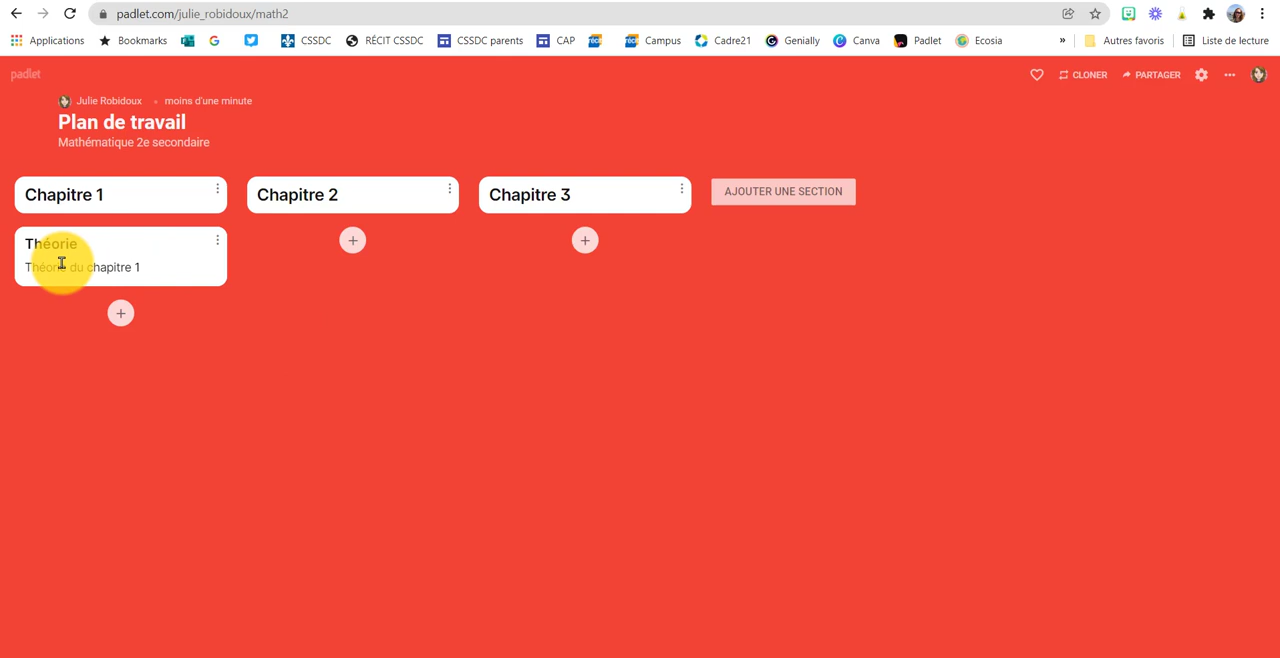 padlet.com/julie_robidoux/math2
Applications Bookmarks CSSDC RÉCIT CSSDC CSSDC parents CAP Campus Cadre21 Genially Canva Padlet Ecosia » Autres favoris Liste de lecture
padlet
CLONER PARTAGER
Julie Robidoux • moins d'une minute
Plan de travail
Mathématique 2e secondaire
Chapitre 1 Chapitre 2 Chapitre 3 AJOUTER UNE SECTION
Théorie
Théorie du chapitre 1